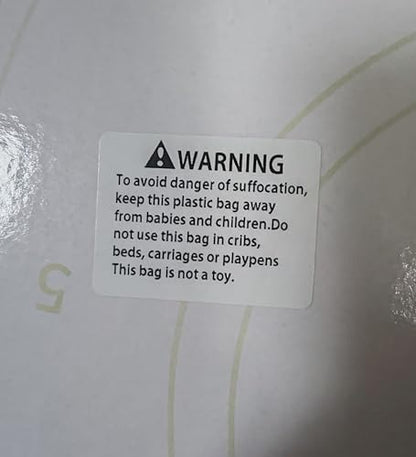 WARNING
To avoid danger of suffocation,
keep this plastic bag away
from babies and children.Do
not use this bag in cribs,
beds, carriages or playpens
This bag is not a toy.
5